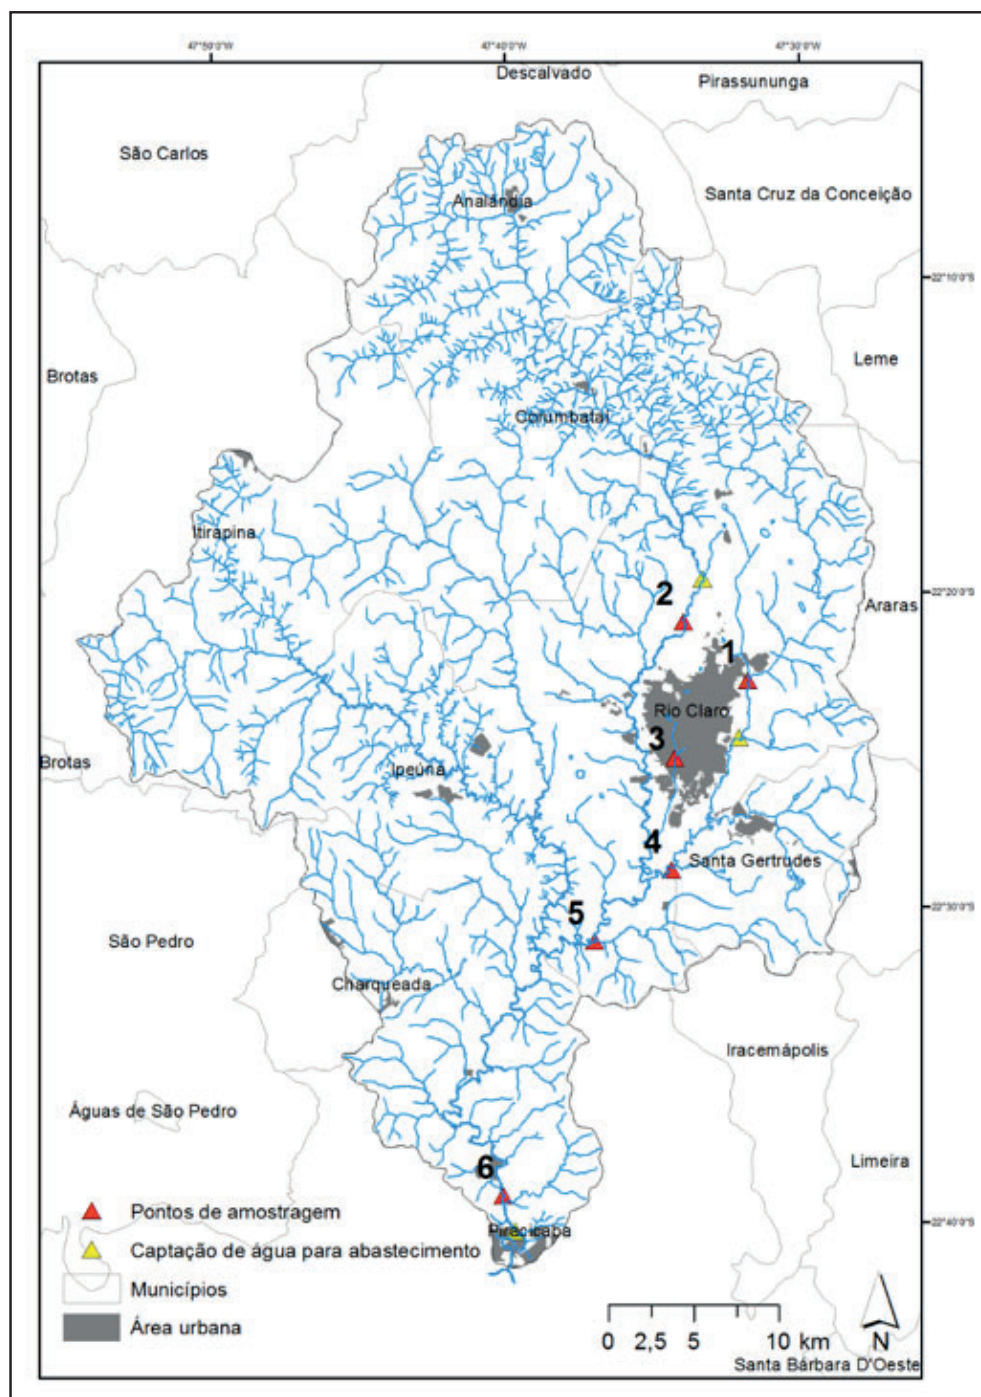 47°50'0"W
47°40'0"W
47°30'0"W
Descalvado
Pirassununga
São Carlos
Santa Cruz da Conceição
Analândia
22°10'0"S
Leme
Brotas
Corumbataí
Itirapina
2
22°20'0"S
Araras
1
Rio Claro
3
Brotas
Ipeúna
4
Santa Gertrudes
5
22°30'0"S
São Pedro
Charqueada
Iracemápolis
Águas de São Pedro
6
Limeira
Pontos de amostragem
22°40'0"S
Piracicaba
Captação de água para abastecimento
Municípios
Área urbana
0 2,5 5 10 km
N
Santa Bárbara D'Oeste